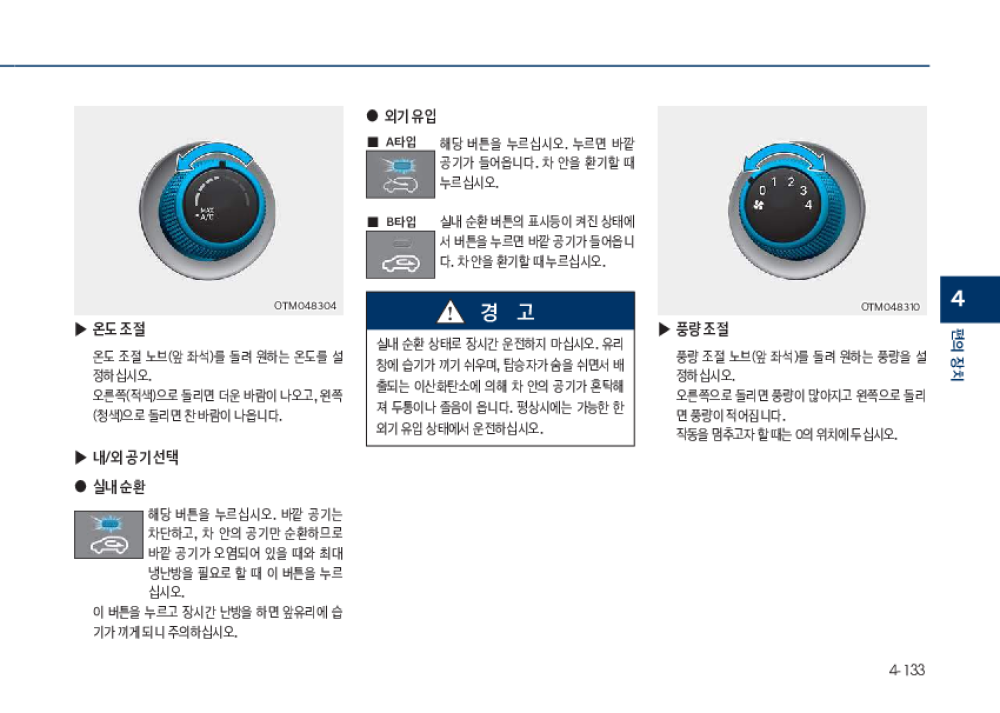 MAX
A/C
OTM048304
▶ 온도 조절
온도 조절 노브(앞 좌석)를 돌려 원하는 온도를 설
정하십시오.
오른쪽(적색)으로 돌리면 더운 바람이 나오고, 왼쪽
(청색)으로 돌리면 찬 바람이 나옵니다.
▶ 내/외 공기 선택
● 실내 순환
해당 버튼을 누르십시오. 바깥 공기는
차단하고, 차 안의 공기만 순환하므로
바깥 공기가 오염되어 있을 때와 최대
냉난방을 필요로 할 때 이 버튼을 누르
십시오.
이 버튼을 누르고 장시간 난방을 하면 앞유리에 습
기가 끼게 되니 주의하십시오.
● 외기 유입
■ A타입
해당 버튼을 누르십시오. 누르면 바깥
공기가 들어옵니다. 차 안을 환기할 때
누르십시오.
■ B타입
실내 순환 버튼의 표시등이 켜진 상태에
서 버튼을 누르면 바깥 공기가 들어옵니
다. 차 안을 환기할 때 누르십시오.
경 고
실내 순환 상태로 장시간 운전하지 마십시오. 유리
창에 습기가 끼기 쉬우며, 탑승자가 숨을 쉬면서 배
출되는 이산화탄소에 의해 차 안의 공기가 혼탁해
져 두통이나 졸음이 옵니다. 평상시에는 가능한 한
외기 유입 상태에서 운전하십시오.
0 1 2 3 4
OTM048310
▶ 풍량 조절
풍량 조절 노브(앞 좌석)를 돌려 원하는 풍량을 설
정하십시오.
오른쪽으로 돌리면 풍량이 많아지고 왼쪽으로 돌리
면 풍량이 적어집니다.
작동을 멈추고자 할 때는 0의 위치에 두십시오.
4
편의 장치
4-133